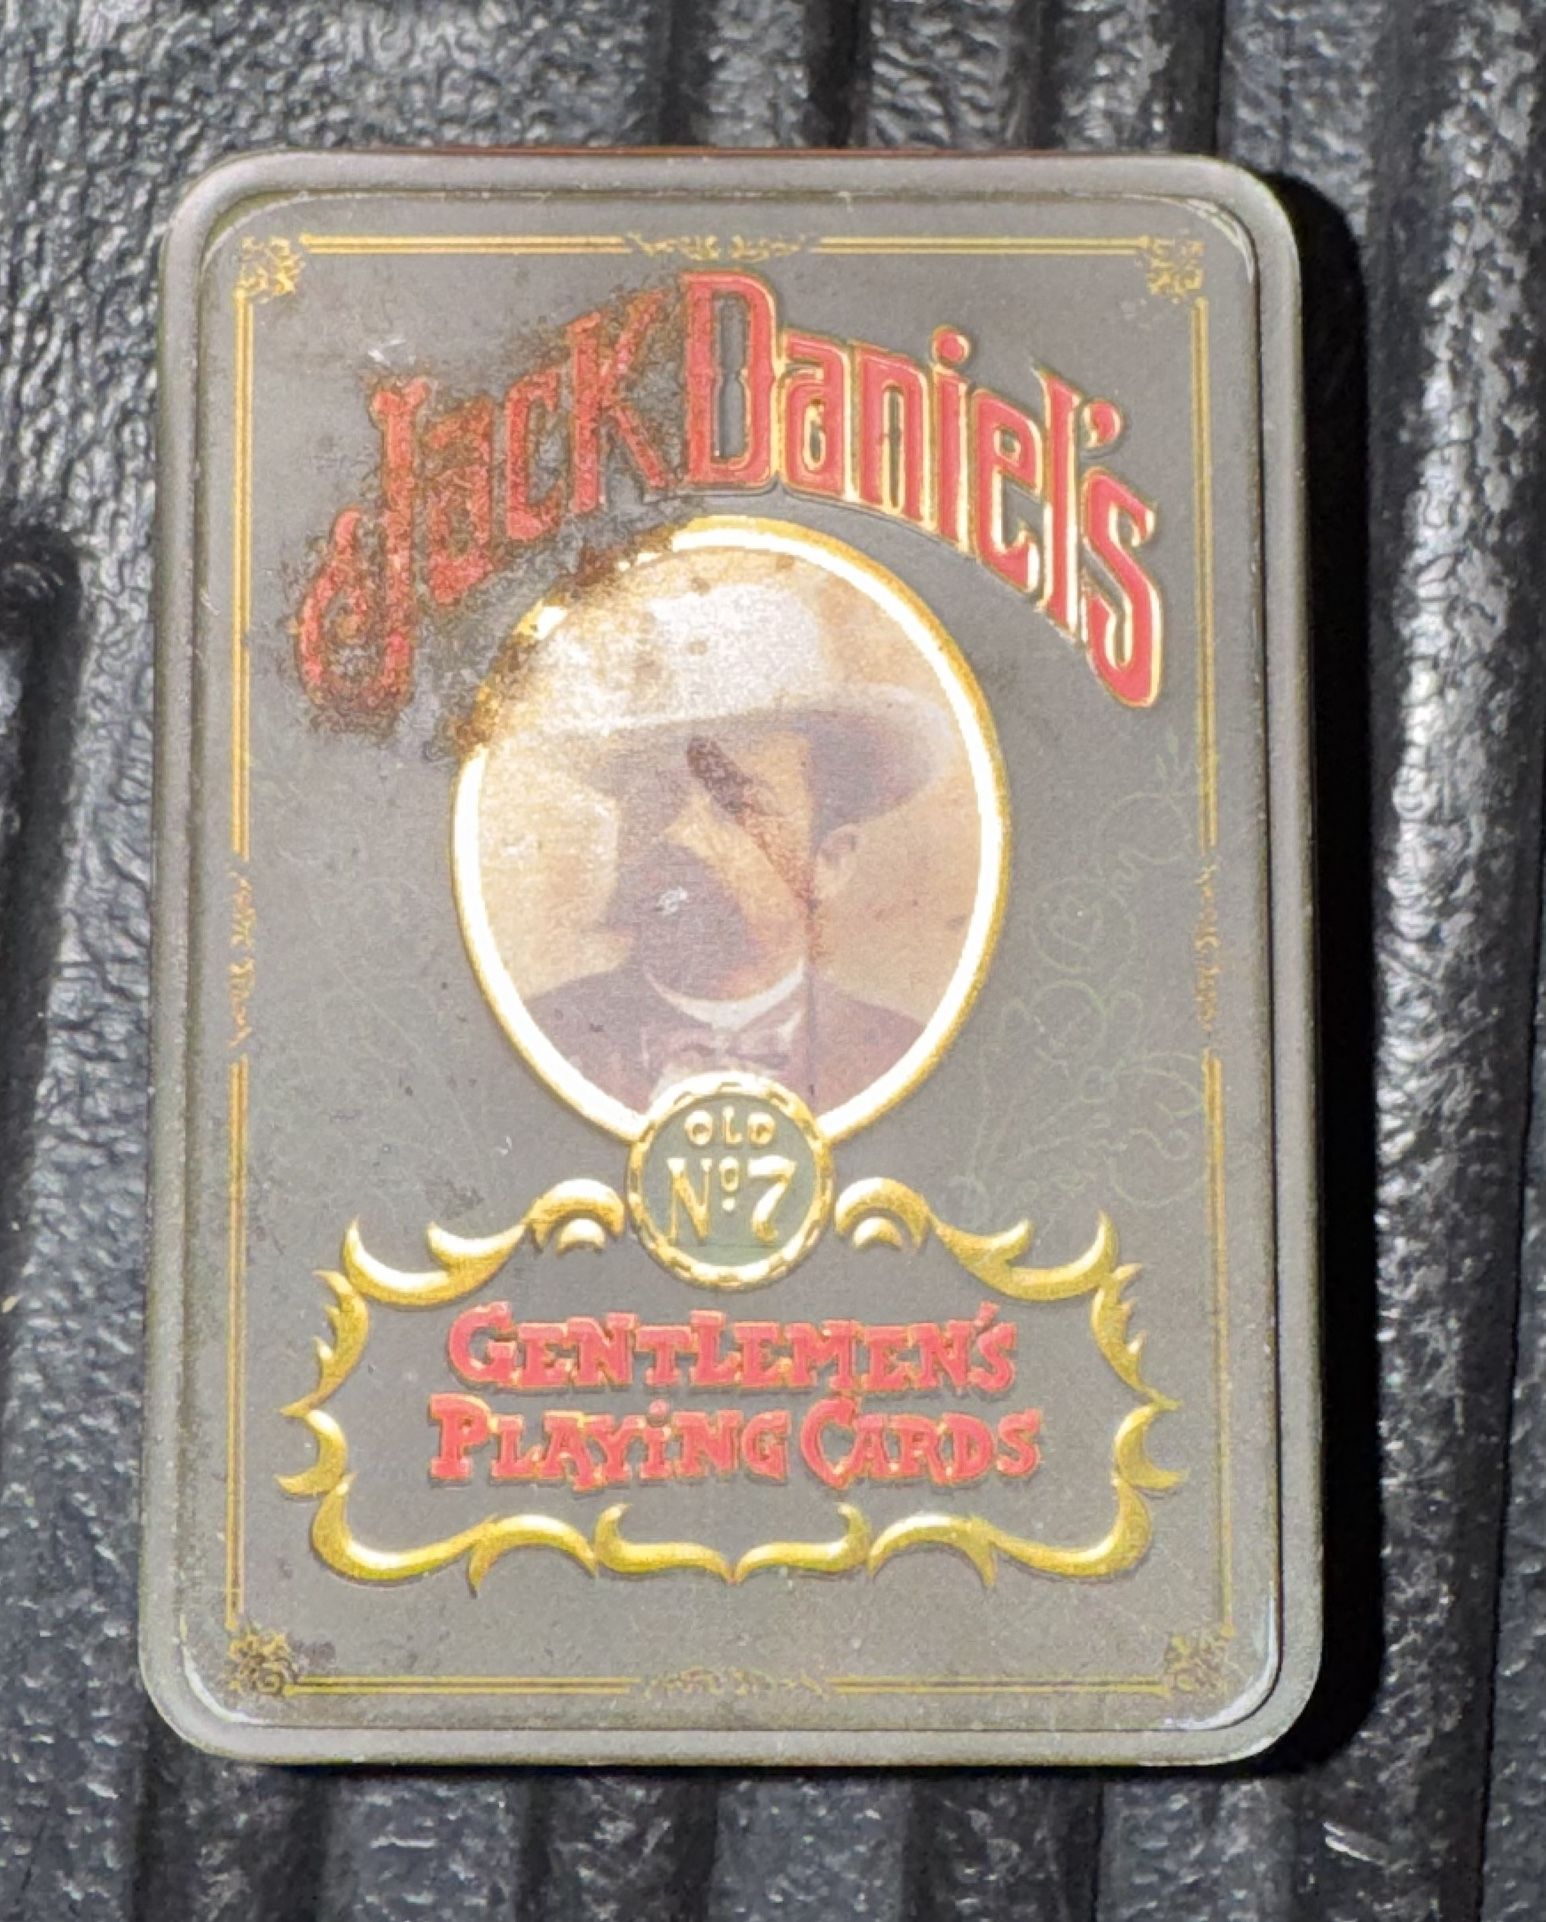 Jack Daniel's
OLD
Nº 7
GENTLEMEN'S
PLAYING CARDS